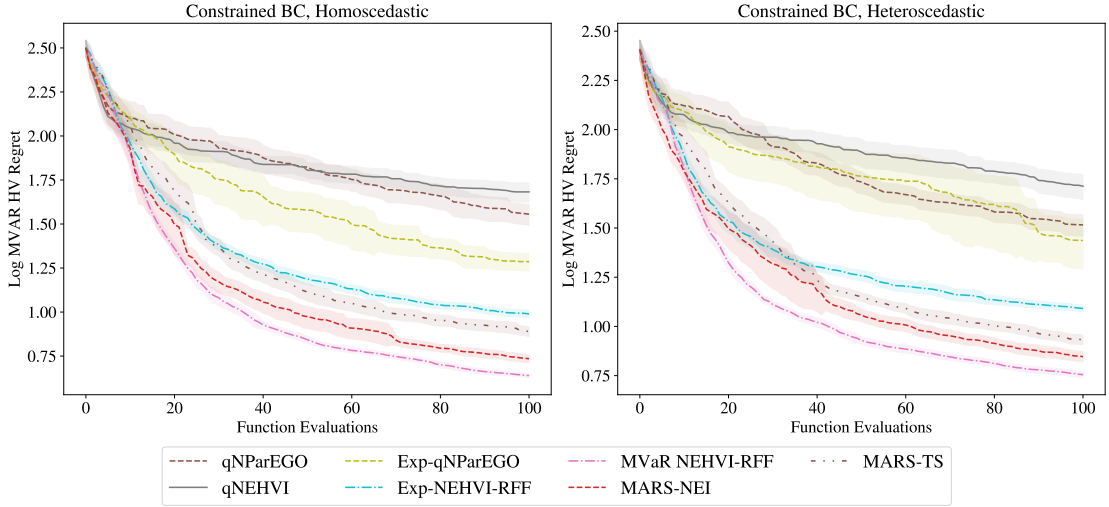 Constrained BC, Homoscedastic
Log MVAR HV Regret
2.50
2.25
2.00
1.75
1.50
1.25
1.00
0.75
0 20 40 60 80 100
Function Evaluations
Constrained BC, Heteroscedastic
Log MVAR HV Regret
2.50
2.25
2.00
1.75
1.50
1.25
1.00
0.75
0 20 40 60 80 100
Function Evaluations
qNParEGO Exp-qNParEGO MVaR NEHVI-RFF MARS-TS
qNEHVI Exp-NEHVI-RFF MARS-NEI